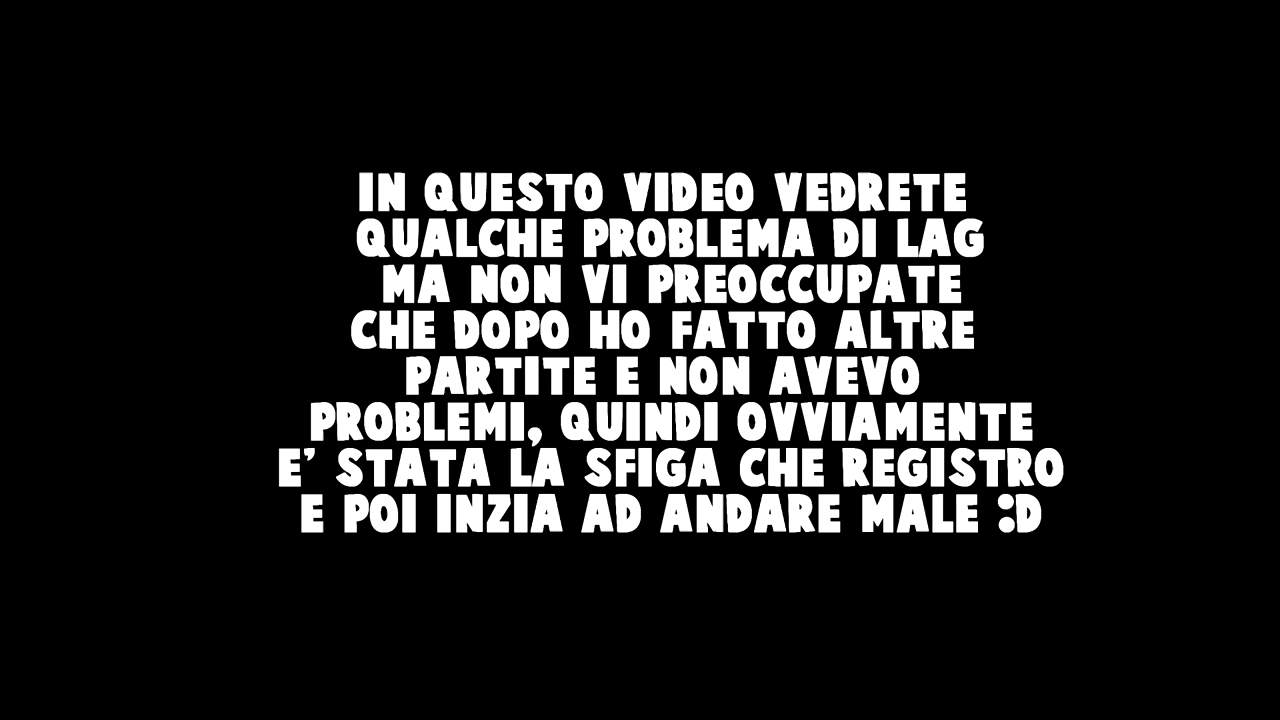 IN QUESTO VIDEO VEDRETE
QUALCHE PROBLEMA DI LAG
MA NON VI PREOCCUPATE
CHE DOPO HO FATTO ALTRE
PARTITE E NON AVEVO
PROBLEMI, QUINDI OVVIAMENTE
E' STATA LA SFIGA CHE REGISTRO
E POI INZIA AD ANDARE MALE :D